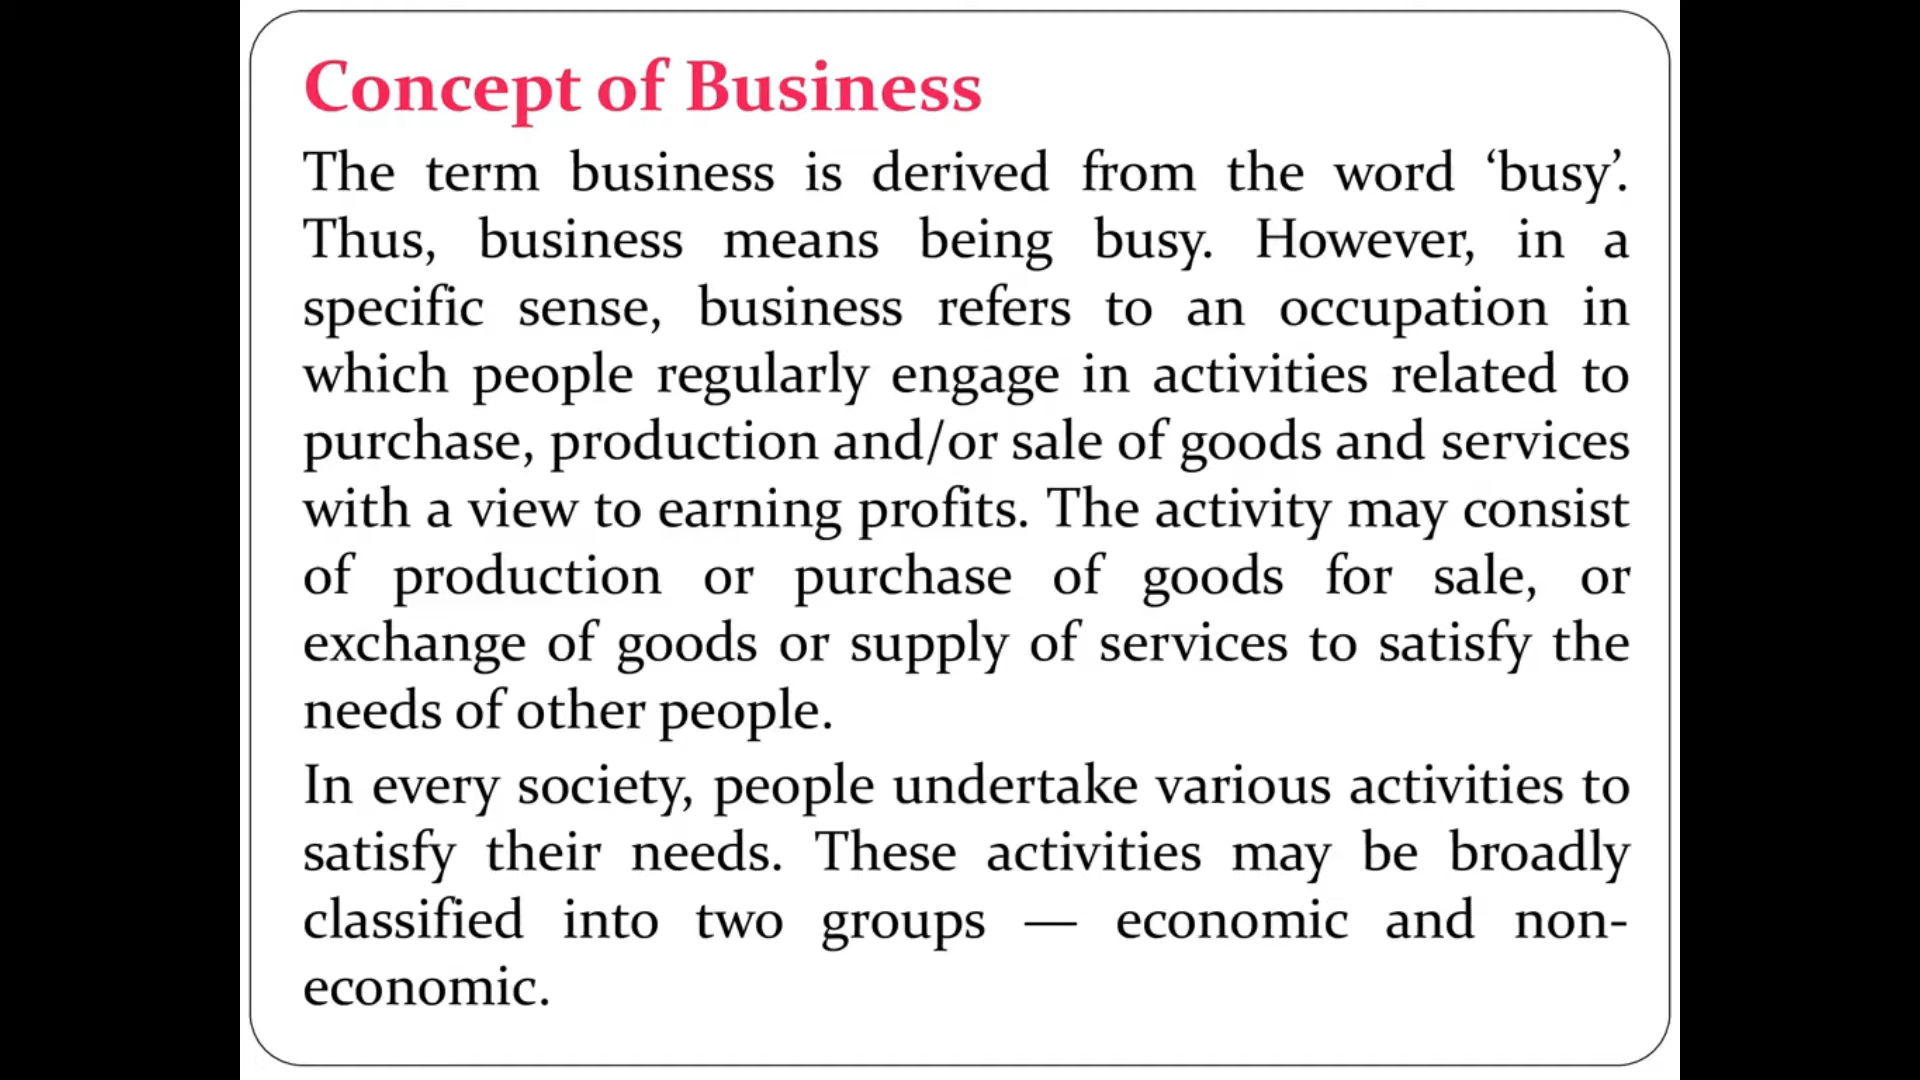 Concept of Business
The term business is derived from the word ‘busy’.
Thus, business means being busy. However, in a
specific sense, business refers to an occupation in
which people regularly engage in activities related to
purchase, production and/or sale of goods and services
with a view to earning profits. The activity may consist
of production or purchase of goods for sale, or
exchange of goods or supply of services to satisfy the
needs of other people.
In every society, people undertake various activities to
satisfy their needs. These activities may be broadly
classified into two groups — economic and non-
economic.